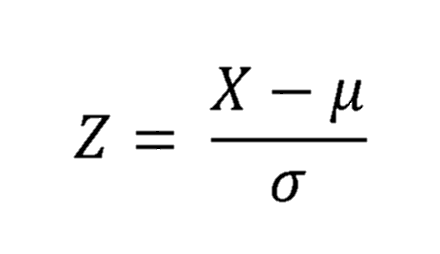 Z = (X − μ) / σ